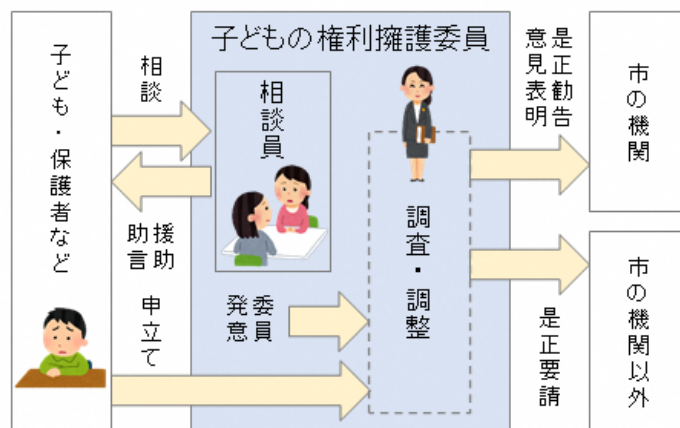 子どもの権利擁護委員
子ども・保護者など
相談
援助
助言
申立て
相談員
委員
発意
調査・調整
是正勧告
意見表明
是正要請
市の機関
市の機関以外